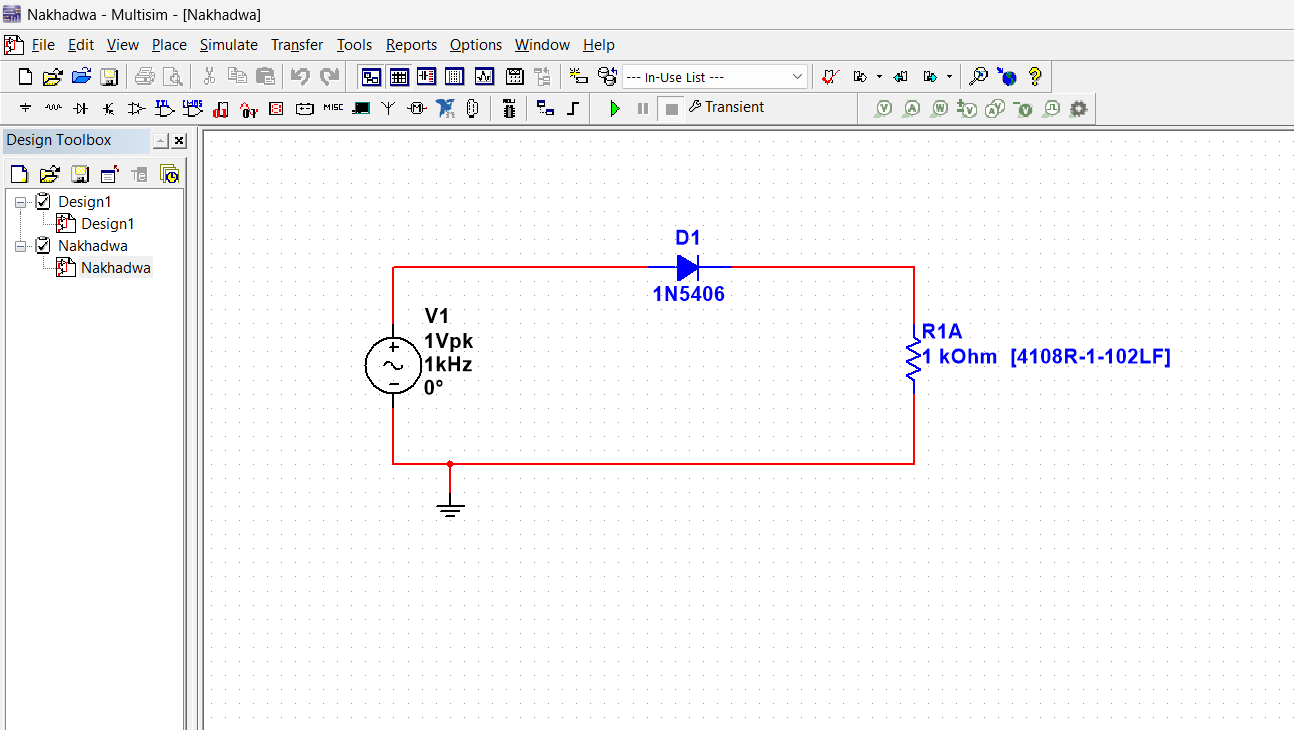 Nakhadwa - Multisim - [Nakhadwa]
File Edit View Place Simulate Transfer Tools Reports Options Window Help
--- In-Use List ---
MISC
Transient
V A W V AV V
Design Toolbox
Design1
Design1
Nakhadwa
Nakhadwa
D1
1N5406
V1
1Vpk
1kHz
0°
R1A
1 kOhm [4108R-1-102LF]